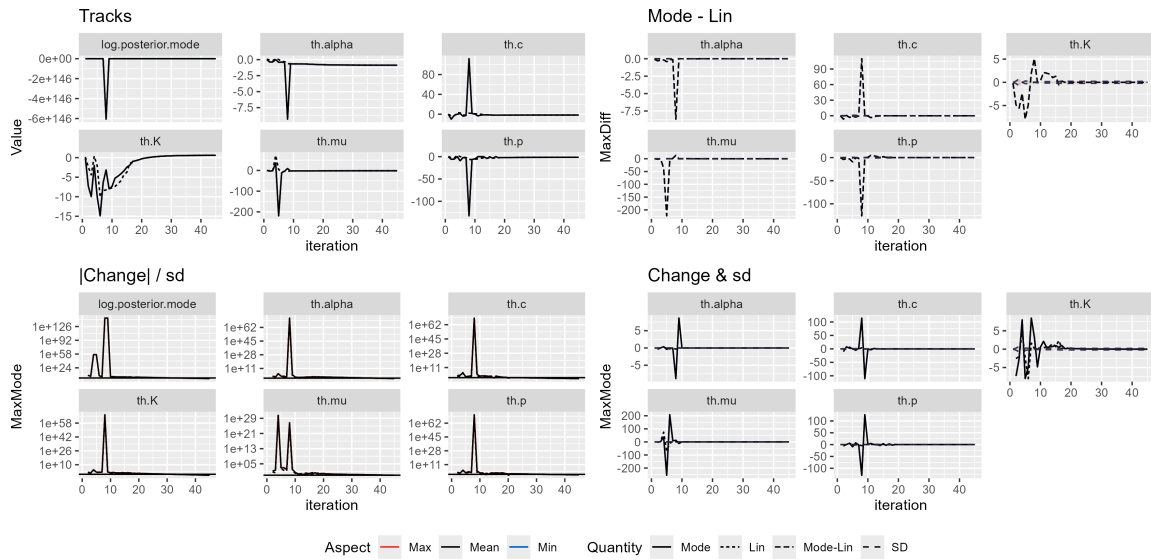 Tracks
log.posterior.mode
th.alpha
th.c
0e+00
-2e+146
-4e+146
-6e+146
0.0
-2.5
-5.0
-7.5
80
40
0
th.K
th.mu
th.p
0
-5
-10
-15
0
-100
-200
0
-50
-100
0 10 20 30 40
0 10 20 30 40
0 10 20 30 40
Value
iteration
Mode - Lin
th.alpha
th.c
th.K
0.0
-2.5
-5.0
-7.5
90
60
30
0
5
0
-5
0 10 20 30 40
th.mu
th.p
0
-50
-100
-150
-200
0
-50
-100
0 10 20 30 40
0 10 20 30 40
MaxDiff
iteration
|Change| / sd
log.posterior.mode
th.alpha
th.c
1e+126
1e+92
1e+58
1e+24
1e+62
1e+45
1e+28
1e+11
1e+62
1e+45
1e+28
1e+11
th.K
th.mu
th.p
1e+58
1e+42
1e+26
1e+10
1e+29
1e+21
1e+13
1e+05
1e+62
1e+45
1e+28
1e+11
0 10 20 30 40
0 10 20 30 40
0 10 20 30 40
MaxMode
iteration
Change & sd
th.alpha
th.c
th.K
5
0
-5
100
50
0
-50
-100
5
0
-5
0 10 20 30 40
th.mu
th.p
200
100
0
-100
-200
100
50
0
-50
-100
0 10 20 30 40
0 10 20 30 40
MaxMode
iteration
Aspect Max Mean Min Quantity Mode Lin Mode-Lin SD